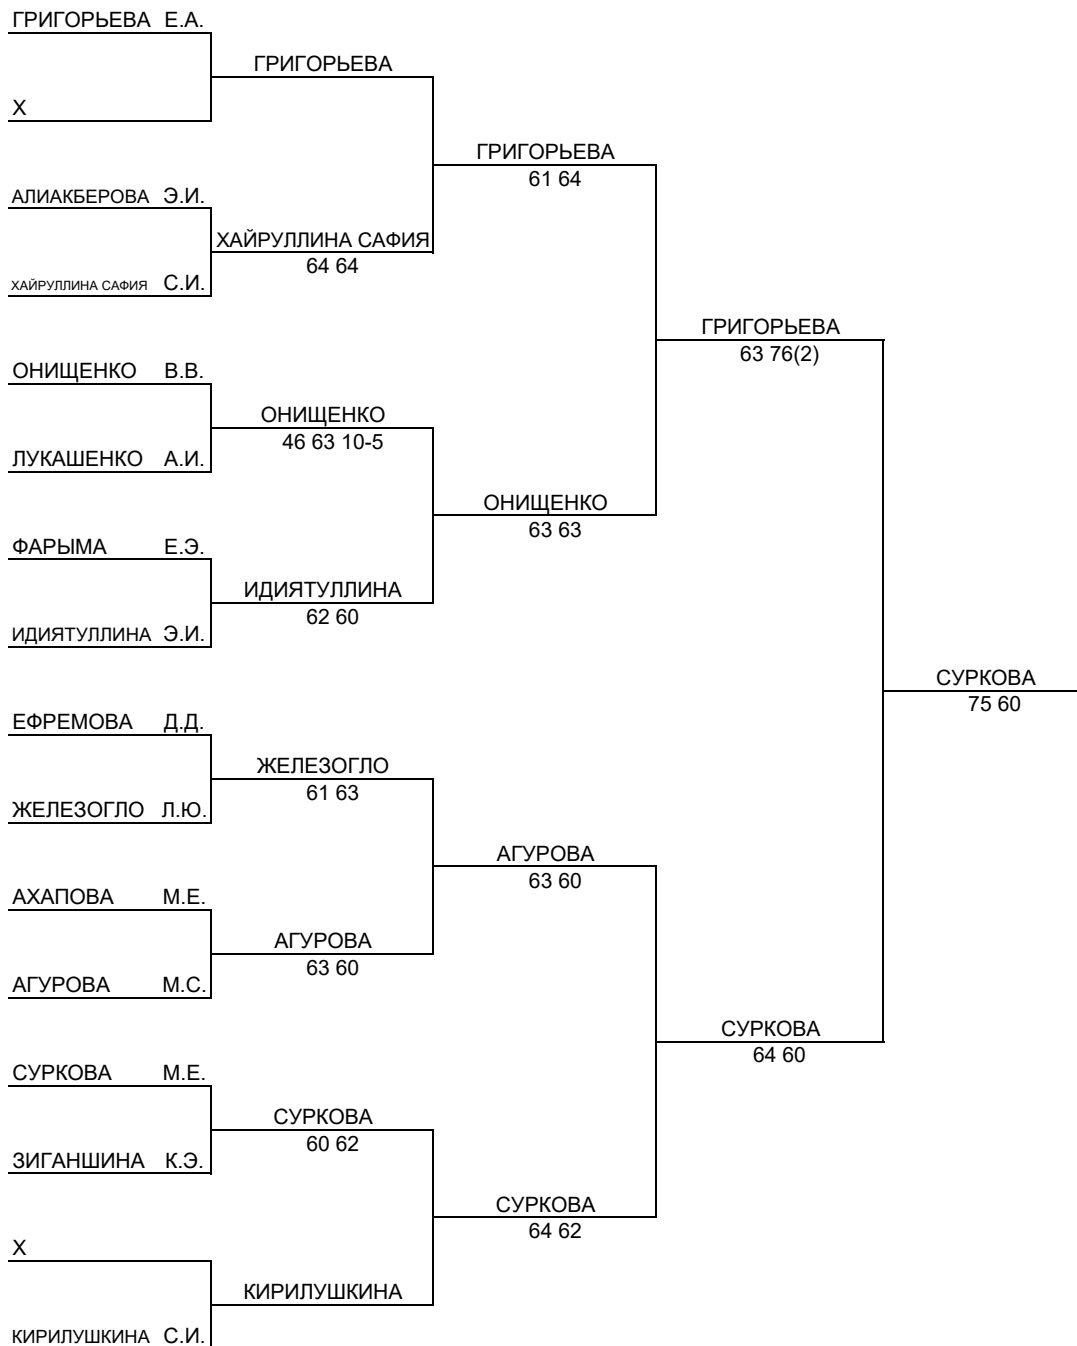 ГРИГОРЬЕВА Е.А.
ГРИГОРЬЕВА
X
ГРИГОРЬЕВА
61 64
АЛИАКБЕРОВА Э.И.
ХАЙРУЛЛИНА САФИЯ
64 64
ХАЙРУЛЛИНА САФИЯ С.И.
ГРИГОРЬЕВА
63 76(2)
ОНИЩЕНКО В.В.
ОНИЩЕНКО
46 63 10-5
ЛУКАШЕНКО А.И.
ОНИЩЕНКО
63 63
ФАРЫМА Е.Э.
ИДИЯТУЛЛИНА
62 60
ИДИЯТУЛЛИНА Э.И.
СУРКОВА
75 60
ЕФРЕМОВА Д.Д.
ЖЕЛЕЗОГЛО
61 63
ЖЕЛЕЗОГЛО Л.Ю.
АГУРОВА
63 60
АХАПОВА М.Е.
АГУРОВА
63 60
АГУРОВА М.С.
СУРКОВА
64 60
СУРКОВА М.Е.
СУРКОВА
60 62
ЗИГАНШИНА К.Э.
СУРКОВА
64 62
X
КИРИЛУШКИНА
КИРИЛУШКИНА С.И.